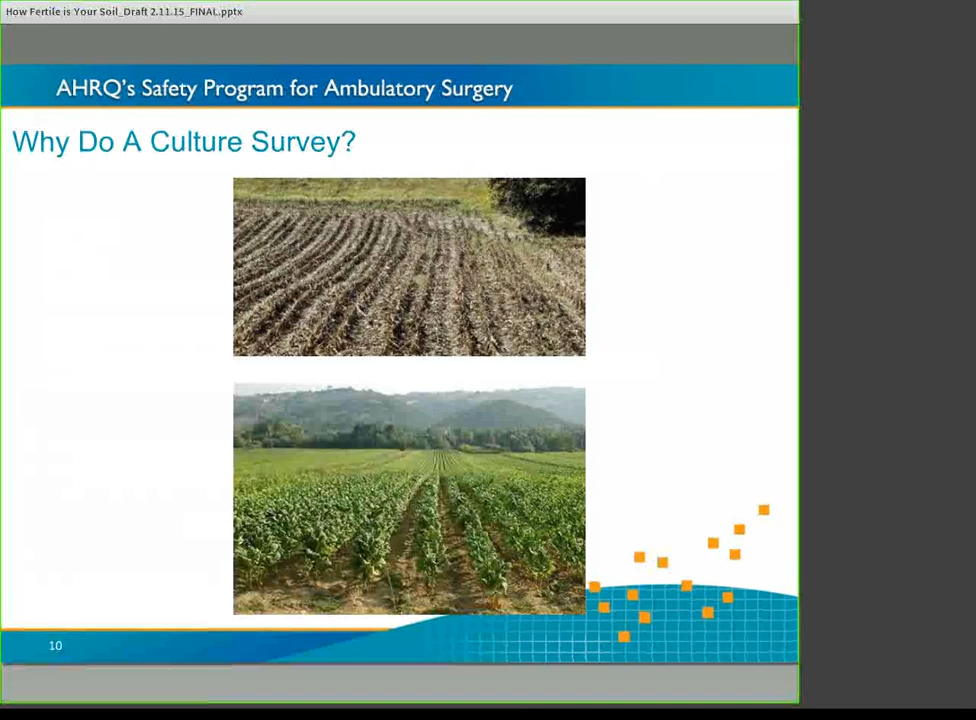 How Fertile is Your Soil_Draft 2.11.15_FINAL.pptx
AHRQ's Safety Program for Ambulatory Surgery
Why Do A Culture Survey?
10